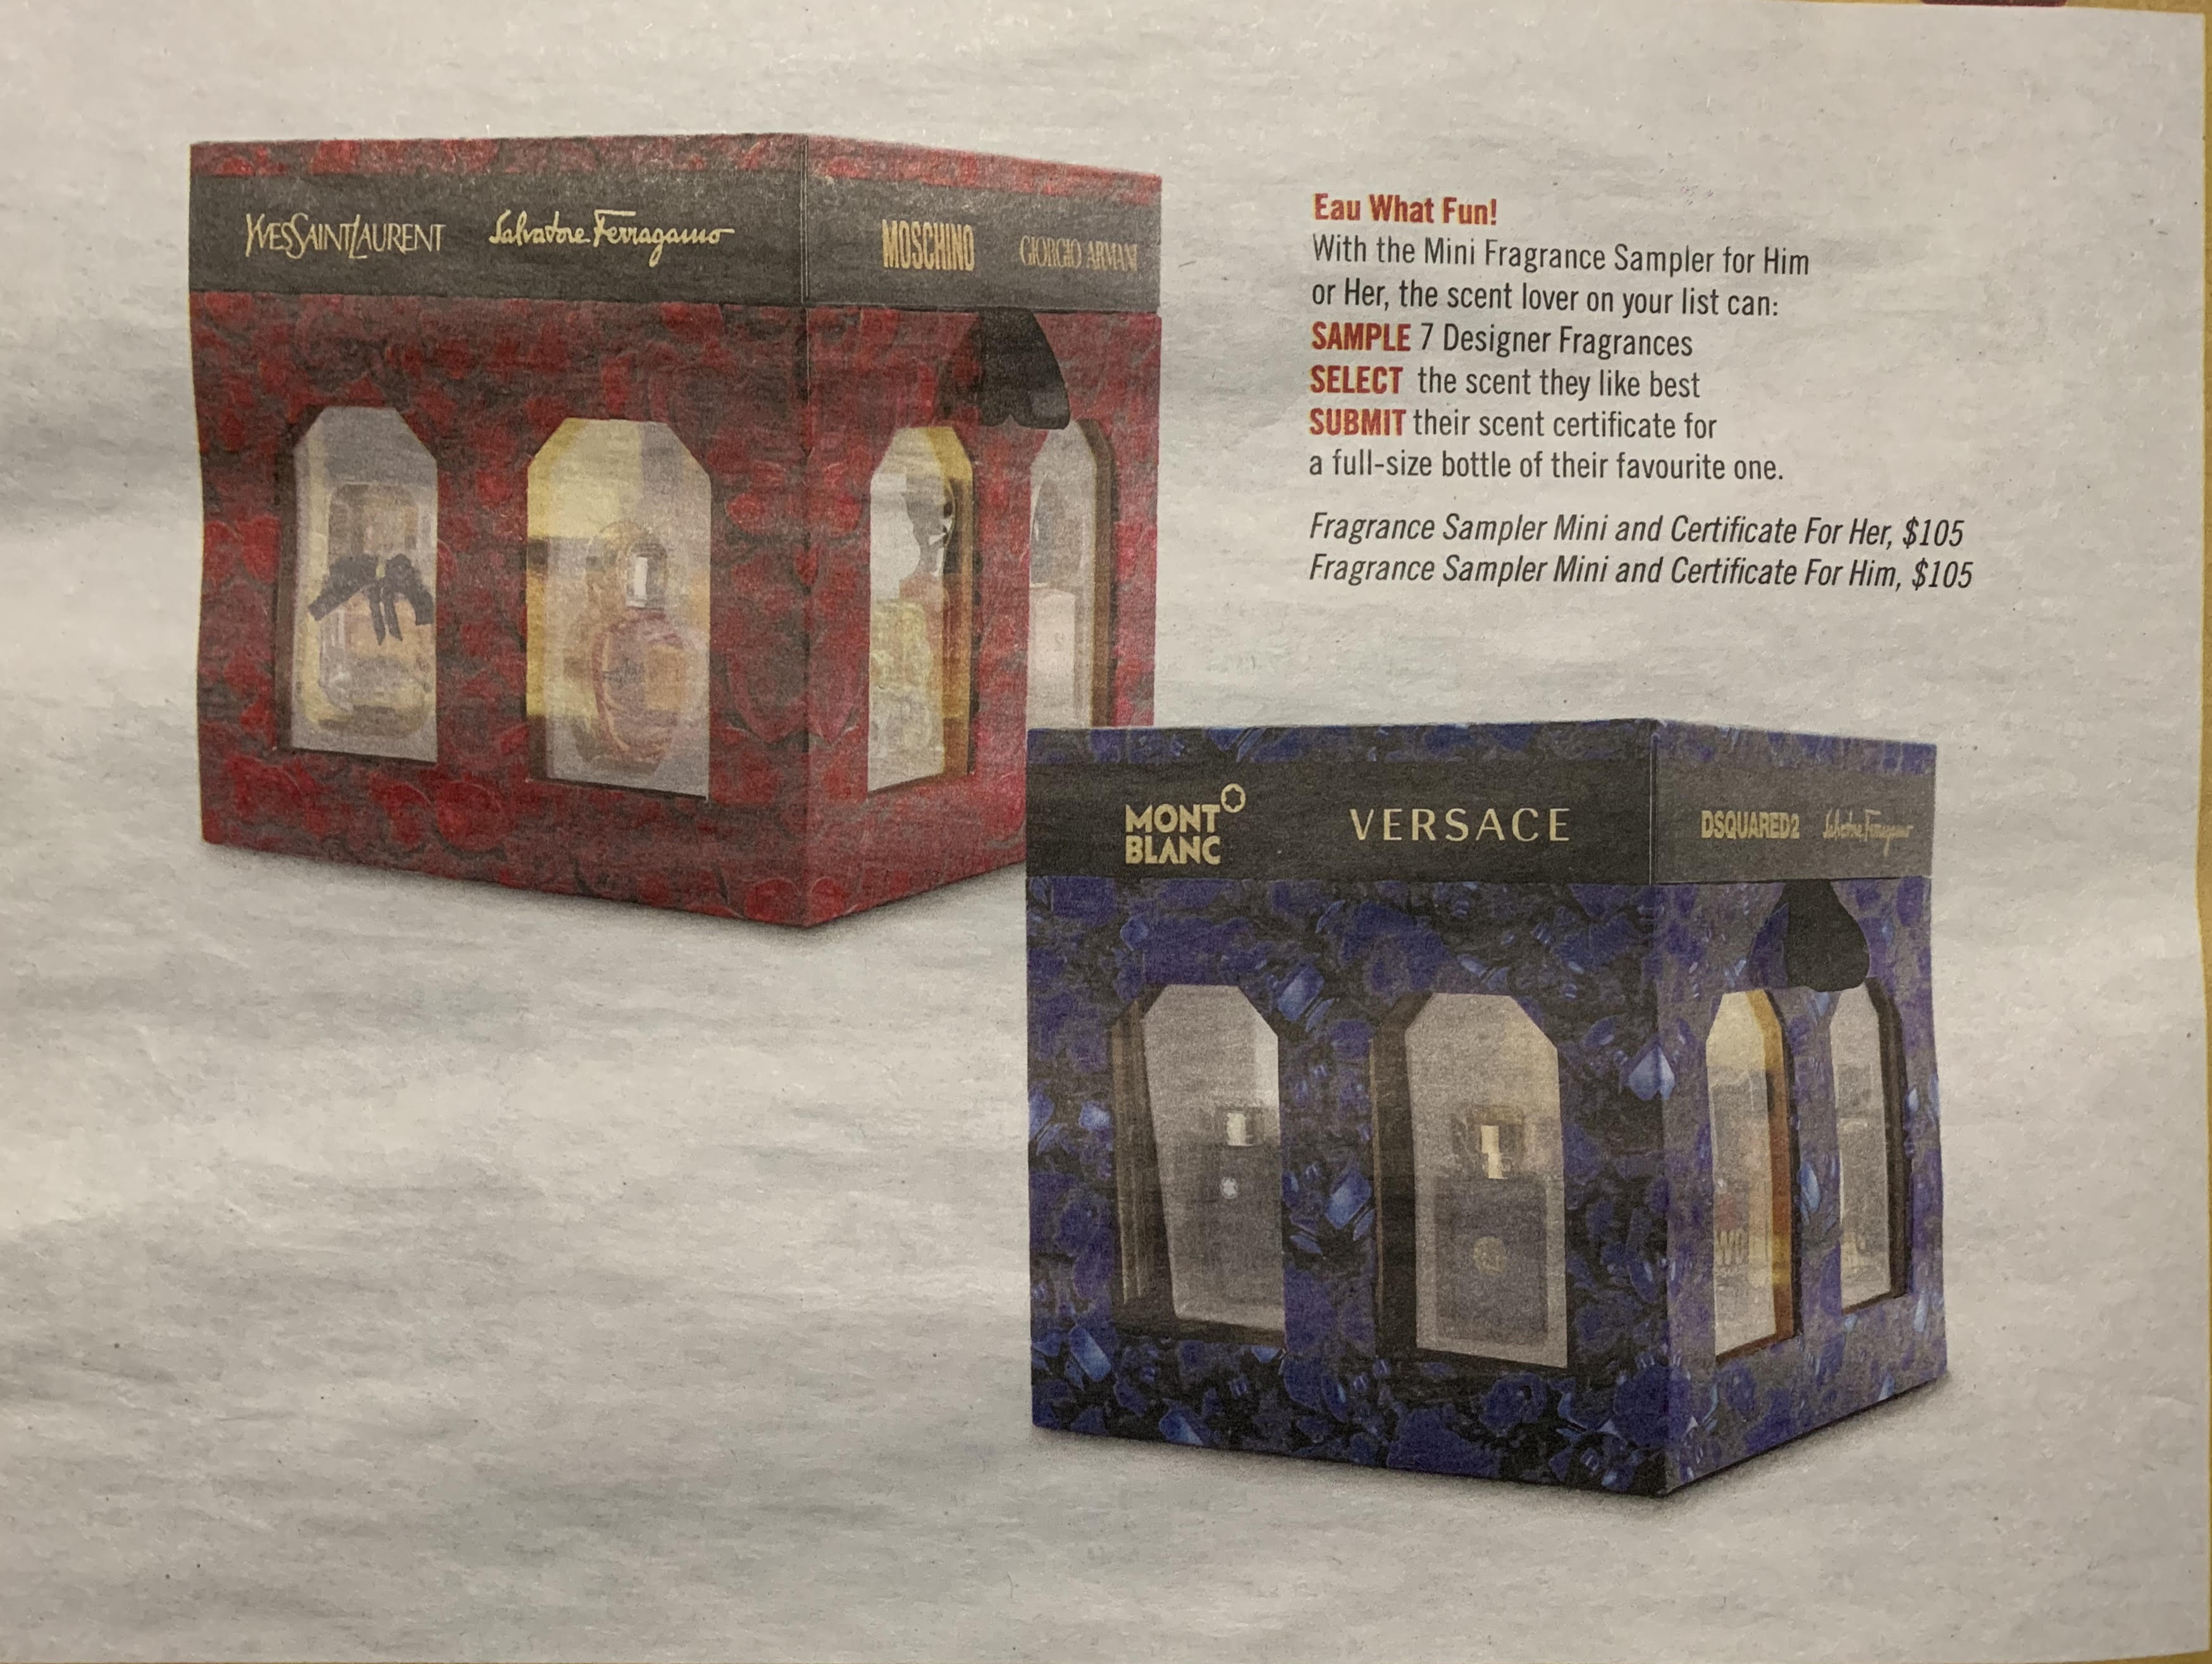 YVESSAINTLAURENT Salvatore Ferragamo MOSCHINO GIORGIO ARMANI
Eau What Fun!
With the Mini Fragrance Sampler for Him
or Her, the scent lover on your list can:
SAMPLE 7 Designer Fragrances
SELECT the scent they like best
SUBMIT their scent certificate for
a full-size bottle of their favourite one.
Fragrance Sampler Mini and Certificate For Her, $105
Fragrance Sampler Mini and Certificate For Him, $105
MONT
BLANC
VERSACE
DSQUARED2 Salvatore Ferragamo